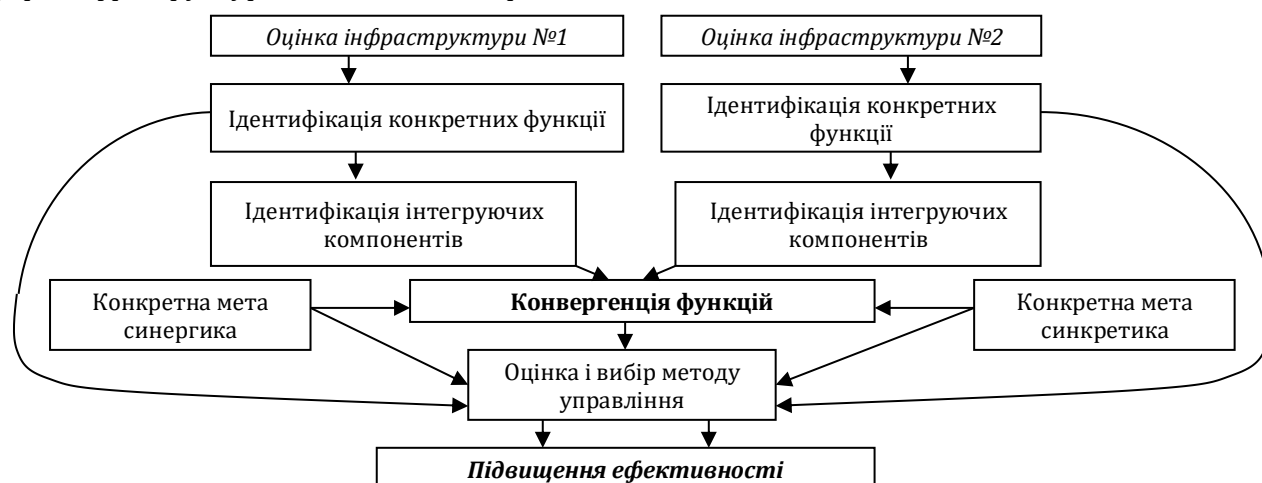 Оцінка інфраструктури №1
Оцінка інфраструктури №2
Ідентифікація конкретних функції
Ідентифікація конкретних
функції
Ідентифікація інтегруючих
компонентів
Ідентифікація інтегруючих
компонентів
Конкретна мета
синергика
Конвергенція функцій
Конкретна мета
синкретика
Оцінка і вибір методу
управління
Підвищення ефективності